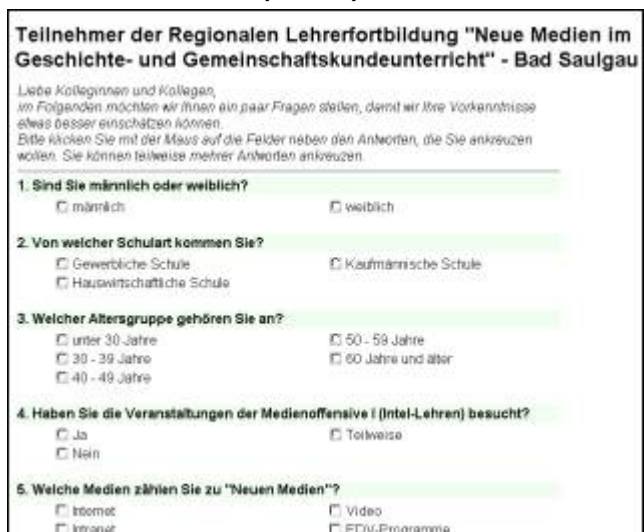 Teilnehmer der Regionalen Lehrerfortbildung "Neue Medien im
Geschichte- und Gemeinschaftskundeunterricht" - Bad Saulgau
Liebe Kolleginnen und Kollegen,
im Folgenden möchten wir Ihnen ein paar Fragen stellen, damit wir Ihre Vorkenntnisse
etwas besser einschätzen können.
Bitte klicken Sie mit der Maus auf die Felder neben den Antworten, die Sie ankreuzen
wollen. Sie können teilweise mehrer Antworten ankreuzen.
1. Sind Sie männlich oder weiblich?
männlich weiblich
2. Von welcher Schulart kommen Sie?
Gewerbliche Schule Kaufmännische Schule
Hauswirtschaftliche Schule
3. Welcher Altersgruppe gehören Sie an?
unter 30 Jahre 50 - 59 Jahre
30 - 39 Jahre 60 Jahre und älter
40 - 49 Jahre
4. Haben Sie die Veranstaltungen der Medienoffensive I (Intel-Lehren) besucht?
Ja Teilweise
Nein
5. Welche Medien zählen Sie zu "Neuen Medien"?
Internet Video
Intranet EDV-Programme